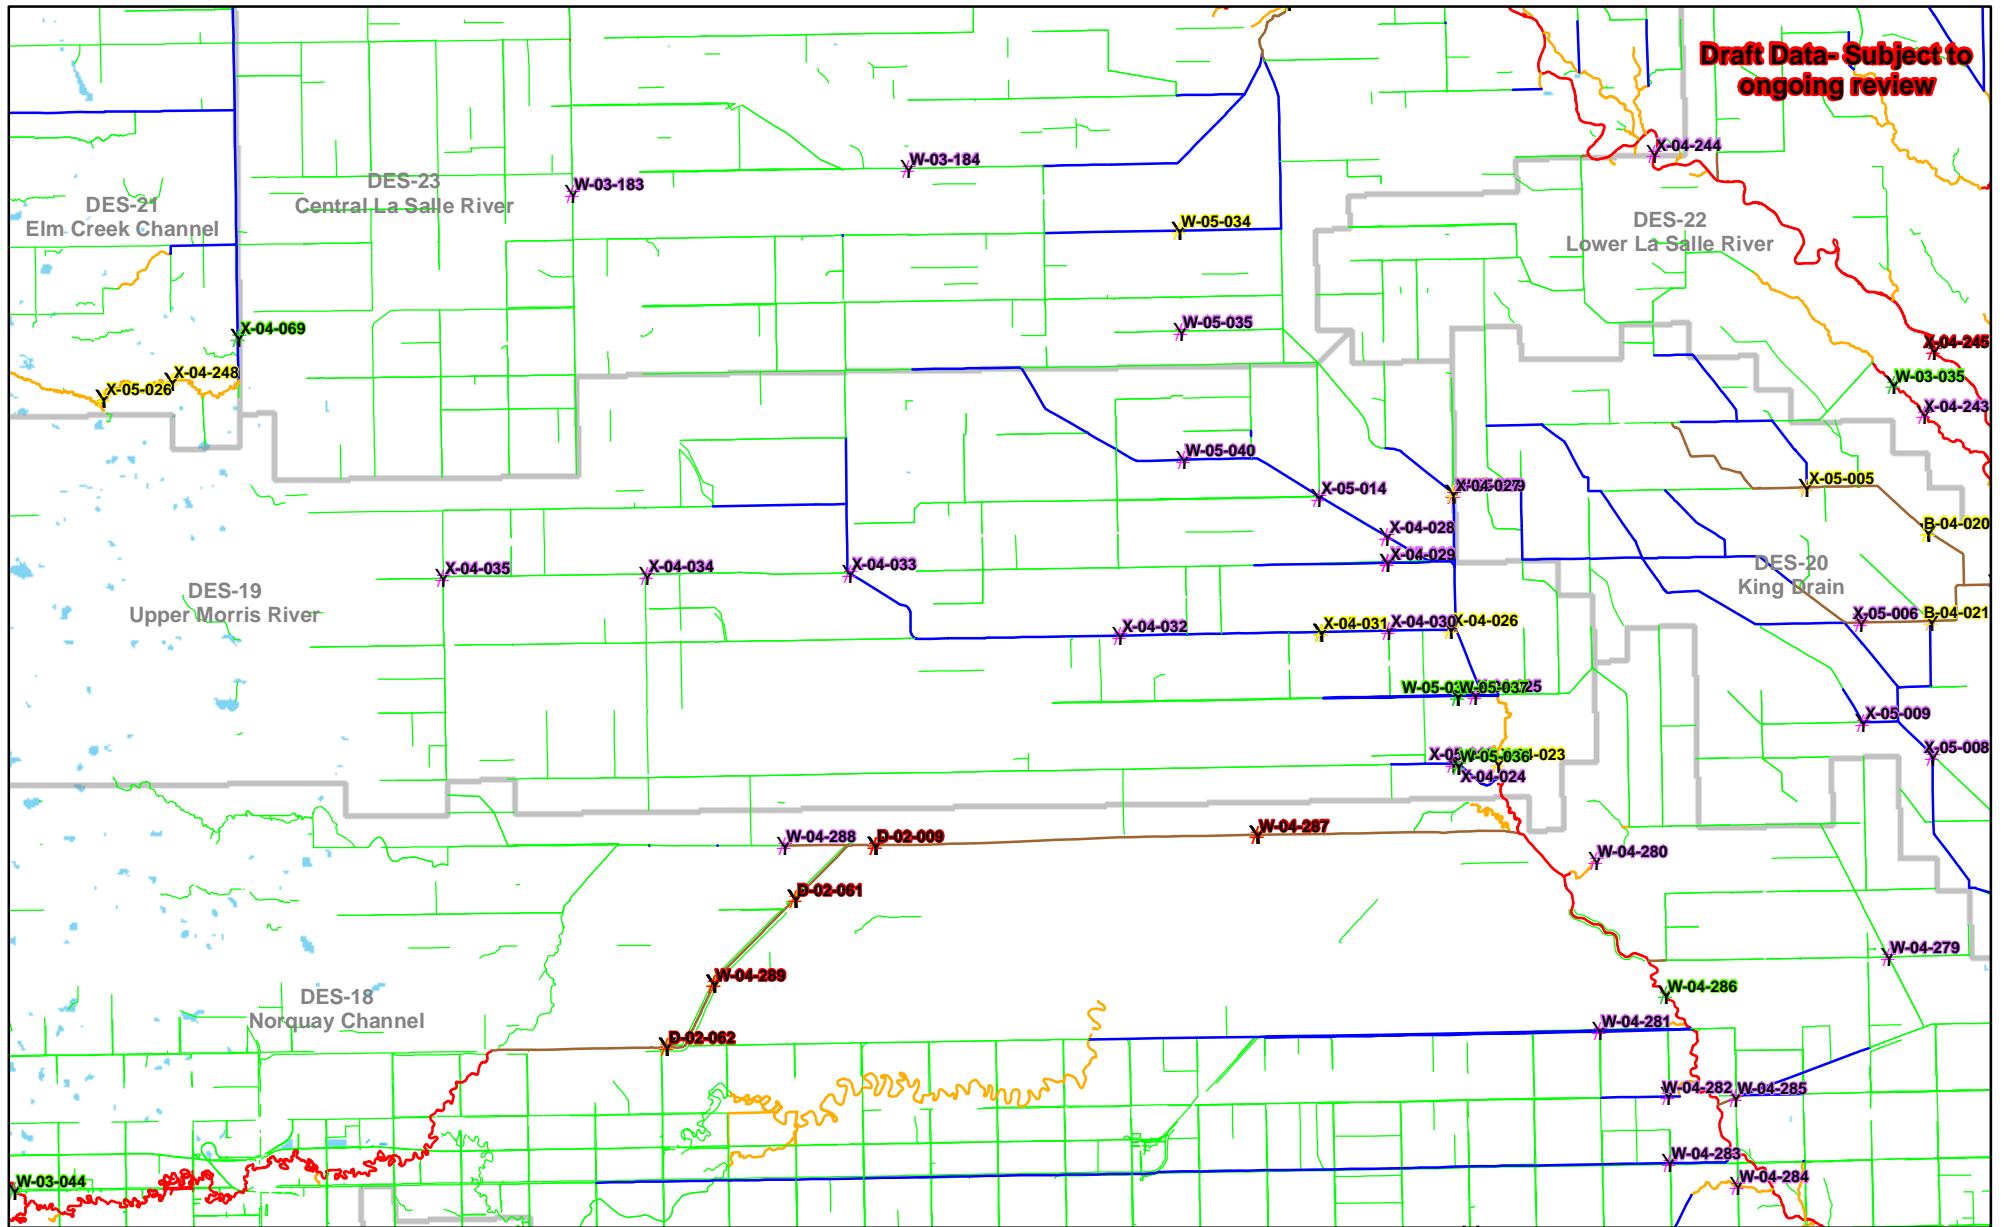 Draft Data- Subject to
ongoing review
X-04-244
W-03-184
W-03-183
DES-23
Central La Salle River
DES-21
Elm Creek Channel
W-05-034
DES-22
Lower La Salle River
X-04-069
W-05-035
X-04-245
X-04-248
X-05-026
W-03-035
X-04-243
W-05-040
X-05-014
X-04-027
X-05-005
X-04-028
B-04-020
X-04-029
X-04-035
X-04-034
X-04-033
DES-20
King Drain
DES-19
Upper Morris River
X-04-032
X-04-031
X-04-030
X-04-026
X-05-006
B-04-021
W-05-037
X-05-009
X-05-008
W-05-036
X-04-024
W-04-288
D-02-009
W-04-287
W-04-280
D-02-061
W-04-279
W-04-289
W-04-286
DES-18
Norquay Channel
W-04-281
D-02-062
W-04-282
W-04-285
W-04-283
W-04-284
W-03-044